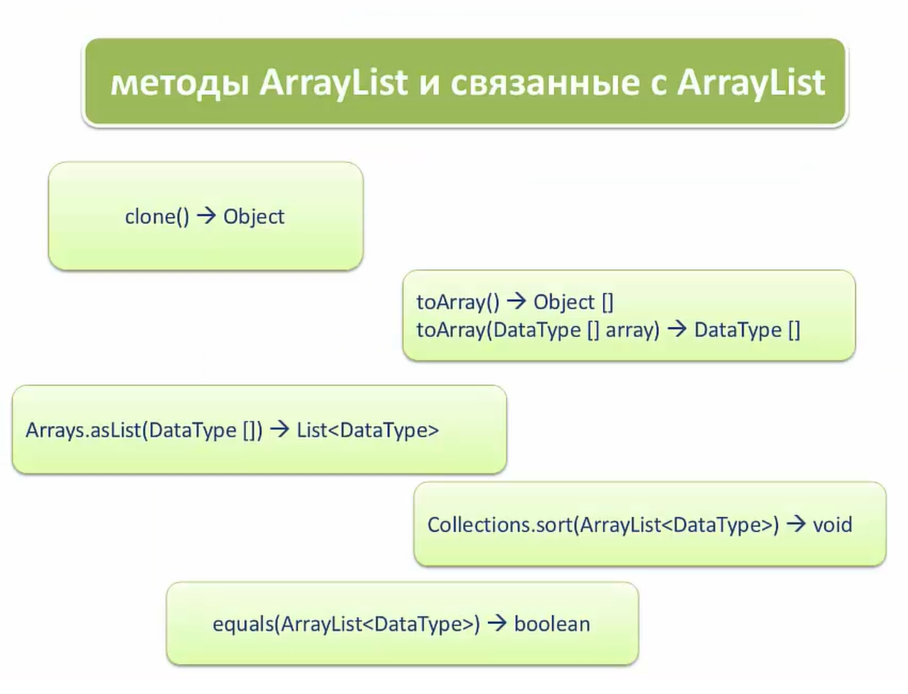 методы ArrayList и связанные с ArrayList
clone() → Object
toArray() → Object []
toArray(DataType [] array) → DataType []
Arrays.asList(DataType []) → List<DataType>
Collections.sort(ArrayList<DataType>) → void
equals(ArrayList<DataType>) → boolean